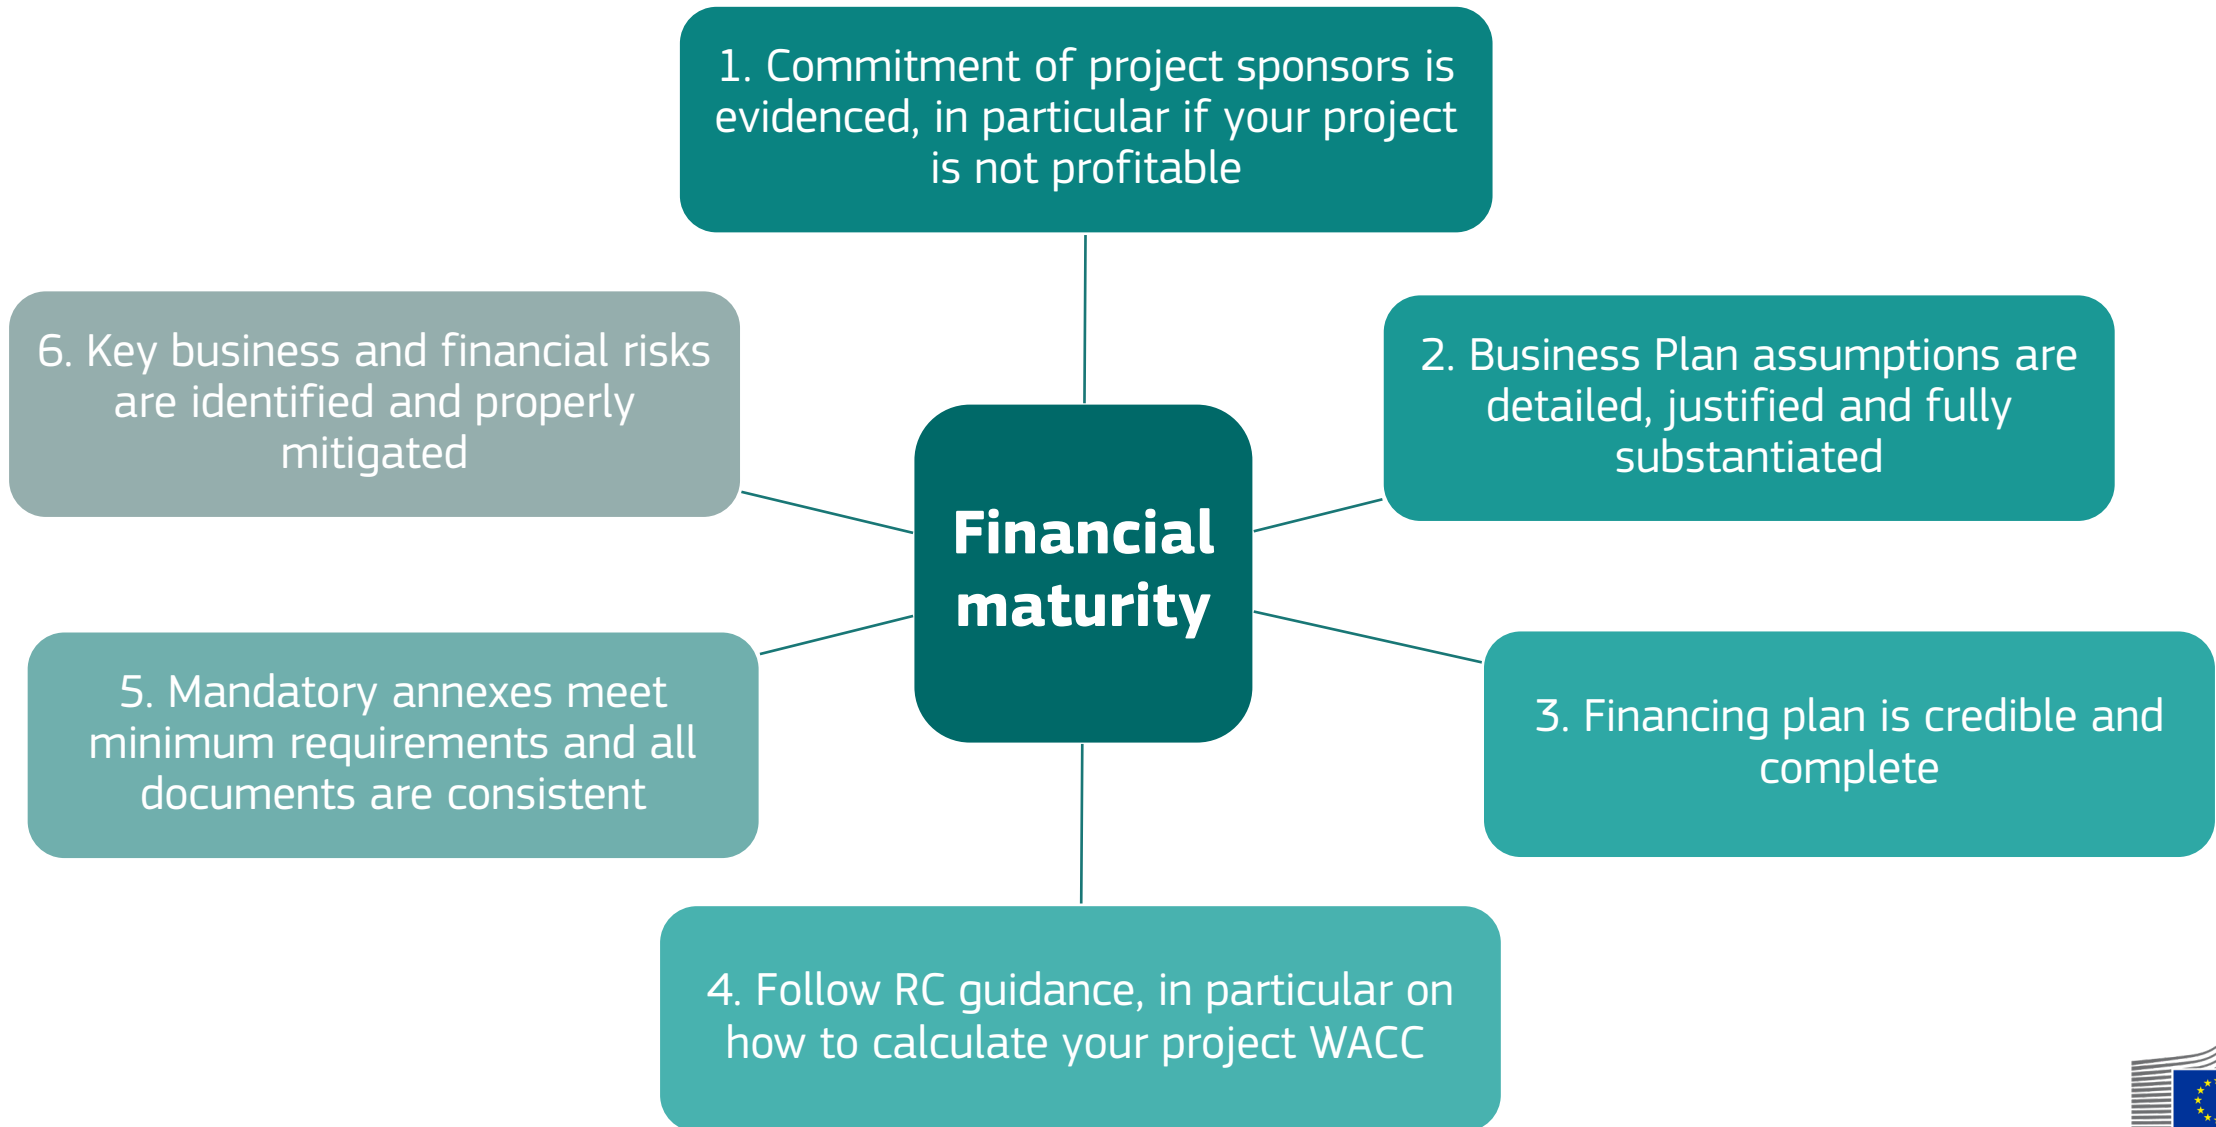 1. Commitment of project sponsors is
evidenced, in particular if your project
is not profitable
2. Business Plan assumptions are
detailed, justified and fully
substantiated
3. Financing plan is credible and
complete
4. Follow RC guidance, in particular on
how to calculate your project WACC
5. Mandatory annexes meet
minimum requirements and all
documents are consistent
6. Key business and financial risks
are identified and properly
mitigated
Financial
maturity